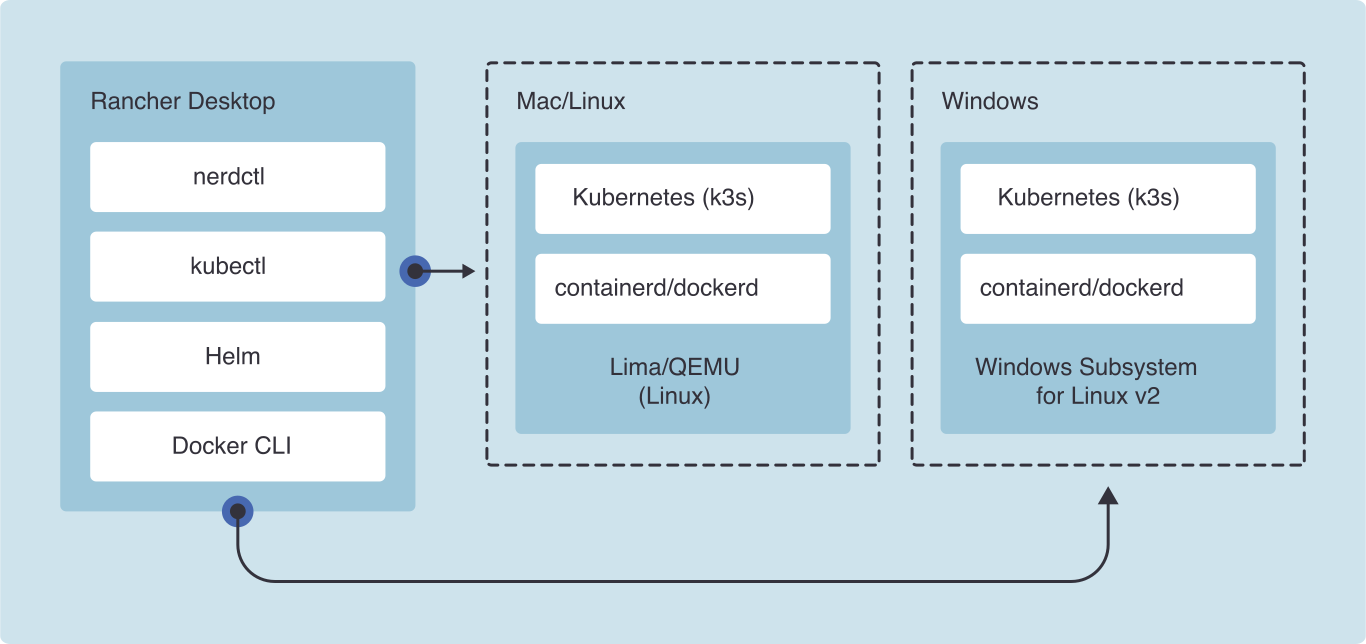 Rancher Desktop
nerdctl
kubectl
Helm
Docker CLI
Mac/Linux
Kubernetes (k3s)
containerd/dockerd
Lima/QEMU
(Linux)
Windows
Kubernetes (k3s)
containerd/dockerd
Windows Subsystem
for Linux v2